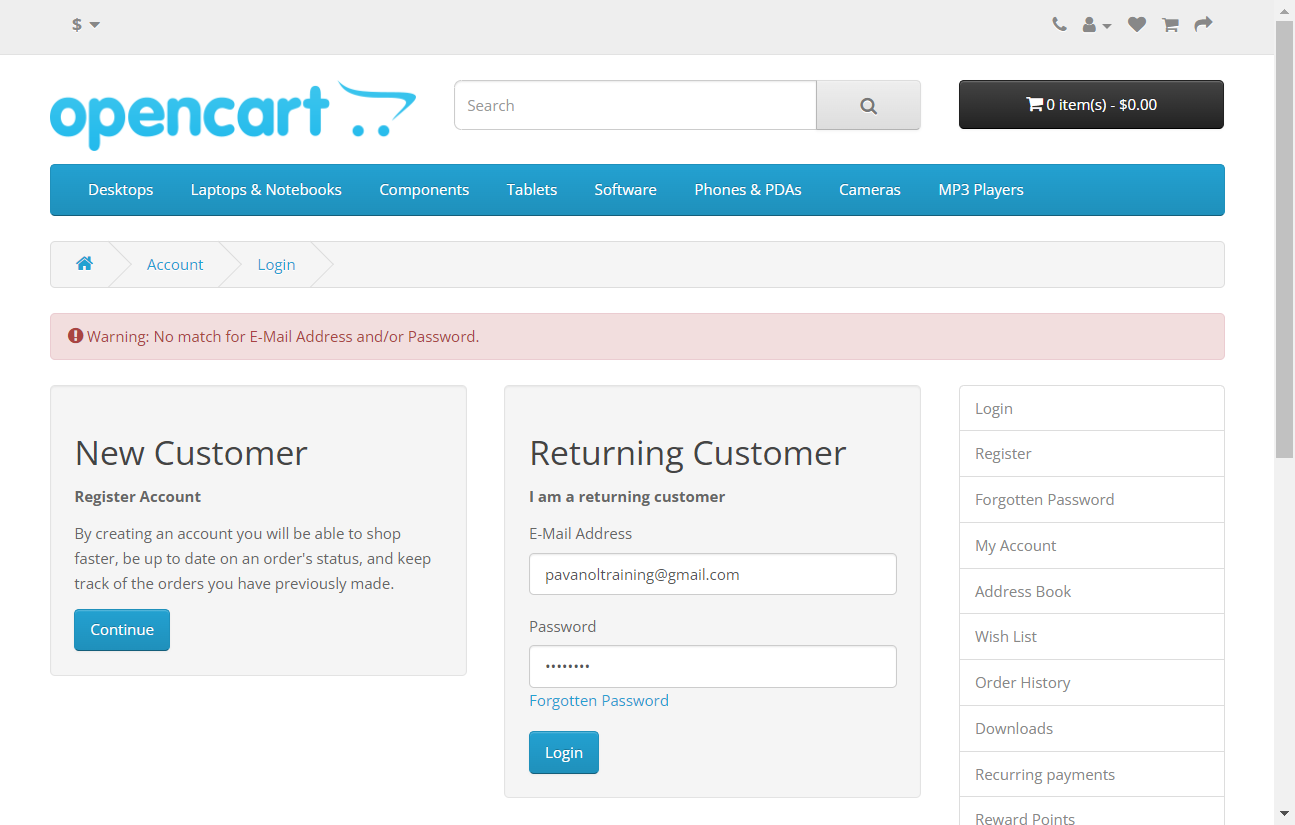 $
opencart
Search
0 item(s) - $0.00
Desktops Laptops & Notebooks Components Tablets Software Phones & PDAs Cameras MP3 Players
Account Login
Warning: No match for E-Mail Address and/or Password.
New Customer
Register Account
By creating an account you will be able to shop
faster, be up to date on an order's status, and keep
track of the orders you have previously made.
Continue
Returning Customer
I am a returning customer
E-Mail Address
pavanoltraining@gmail.com
Password
••••••••
Forgotten Password
Login
Login
Register
Forgotten Password
My Account
Address Book
Wish List
Order History
Downloads
Recurring payments
Reward Points